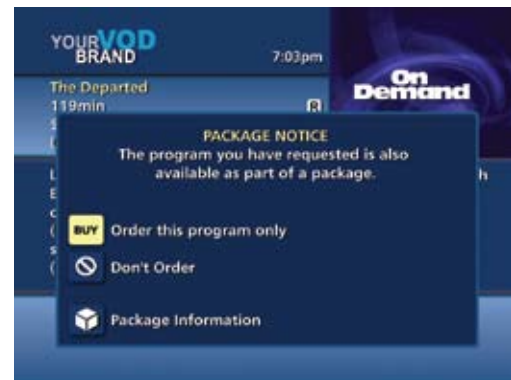 YOUR VOD
BRAND
7:03pm
On
Demand
The Departed
119min
R
PACKAGE NOTICE
The program you have requested is also
available as part of a package.
BUY
Order this program only
Don't Order
Package Information